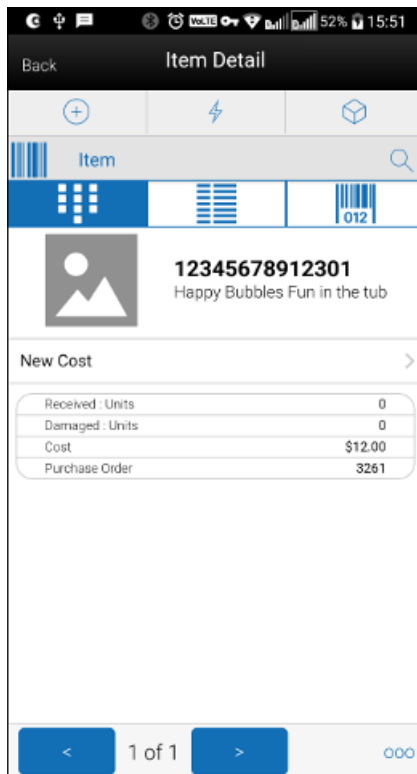 VoLTE 52% 15:51
Back Item Detail
Item
012
12345678912301
Happy Bubbles Fun in the tub
New Cost >
Received : Units 0
Damaged : Units 0
Cost $12.00
Purchase Order 3261
< 1 of 1 >